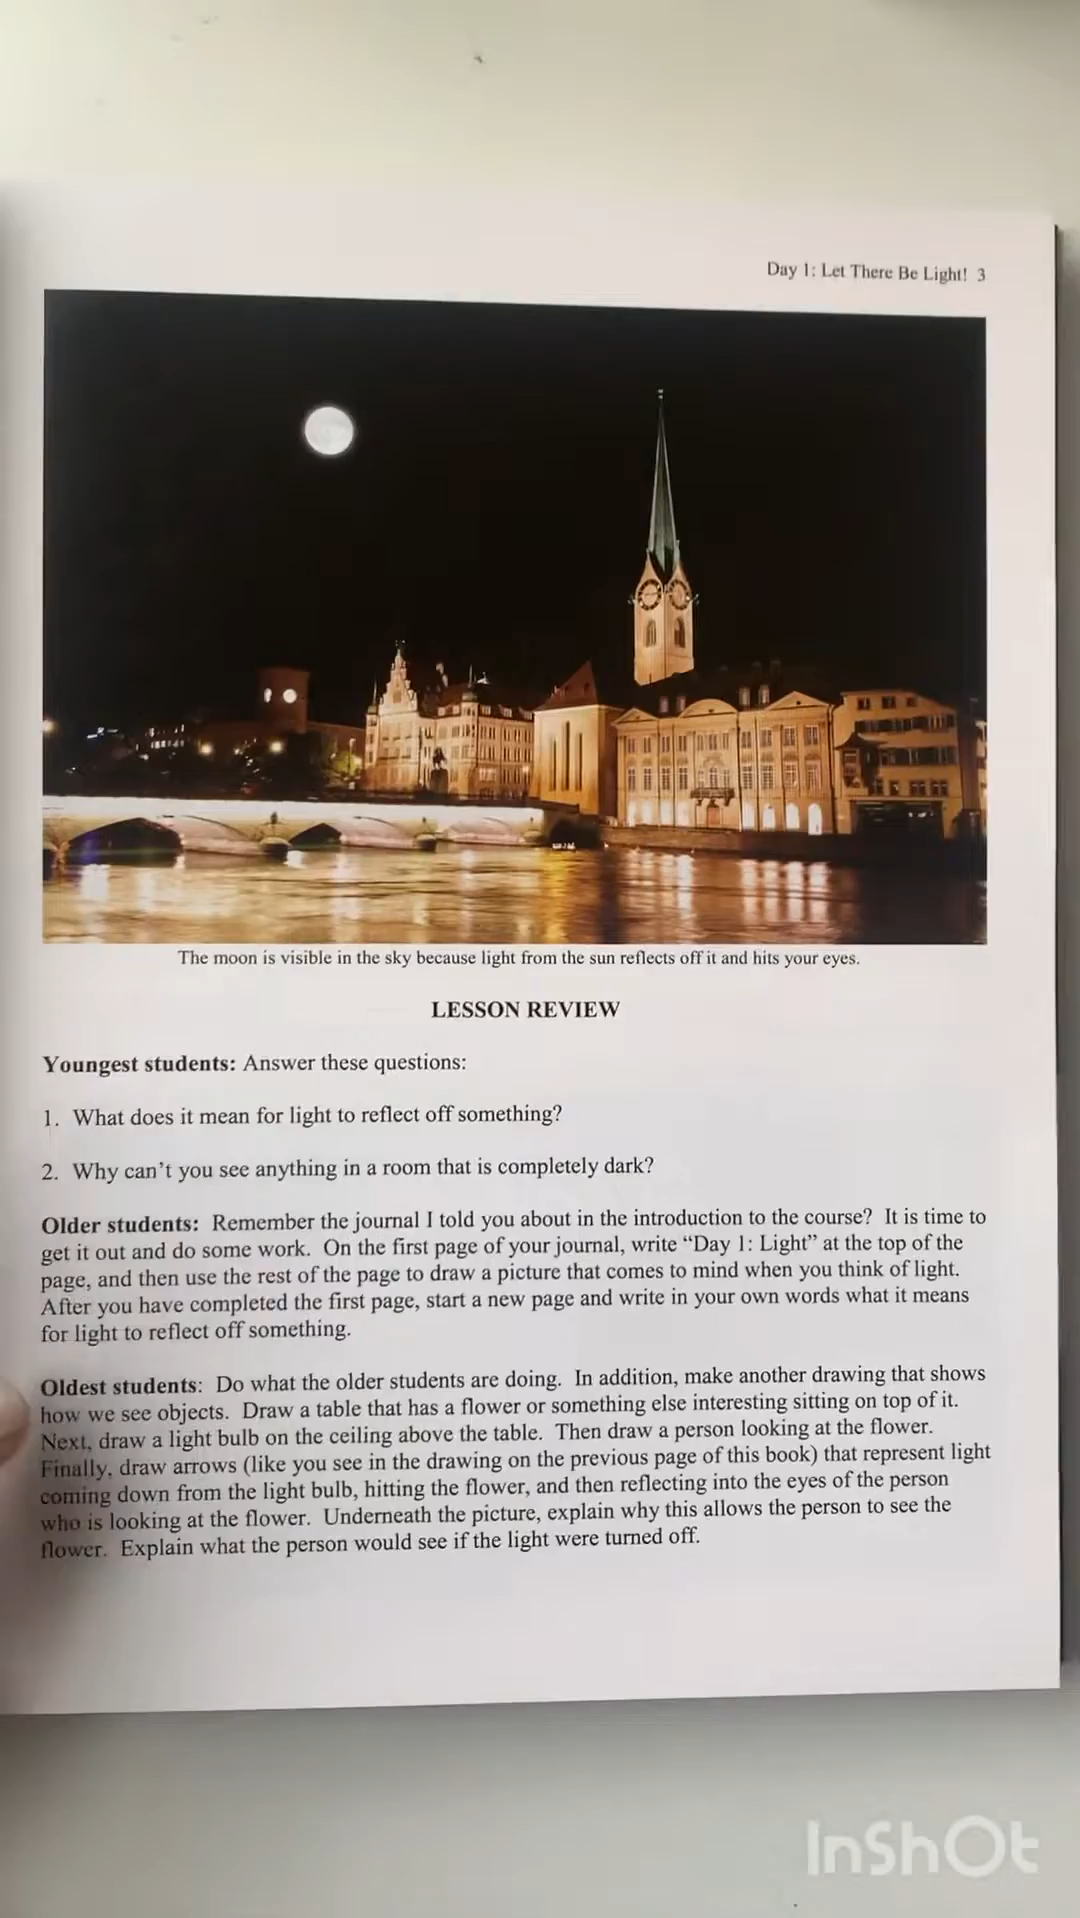 Day 1: Let There Be Light! 3
The moon is visible in the sky because light from the sun reflects off it and hits your eyes.
LESSON REVIEW
Youngest students: Answer these questions:
1. What does it mean for light to reflect off something?
2. Why can’t you see anything in a room that is completely dark?
Older students: Remember the journal I told you about in the introduction to the course? It is time to
get it out and do some work. On the first page of your journal, write “Day 1: Light” at the top of the
page, and then use the rest of the page to draw a picture that comes to mind when you think of light.
After you have completed the first page, start a new page and write in your own words what it means
for light to reflect off something.
Oldest students: Do what the older students are doing. In addition, make another drawing that shows
how we see objects. Draw a table that has a flower or something else interesting sitting on top of it.
Next, draw a light bulb on the ceiling above the table. Then draw a person looking at the flower.
Finally, draw arrows (like you see in the drawing on the previous page of this book) that represent light
coming down from the light bulb, hitting the flower, and then reflecting into the eyes of the person
who is looking at the flower. Underneath the picture, explain why this allows the person to see the
flower. Explain what the person would see if the light were turned off.
InShOt